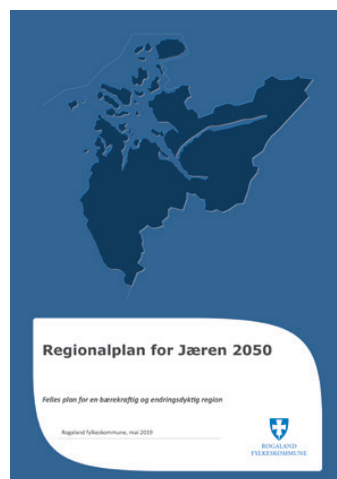 Regionalplan for Jæren 2050
Felles plan for en bærekraftig og endringsdyktig region
Rogaland fylkeskommune, mai 2019
ROGALAND
FYLKESKOMMUNE